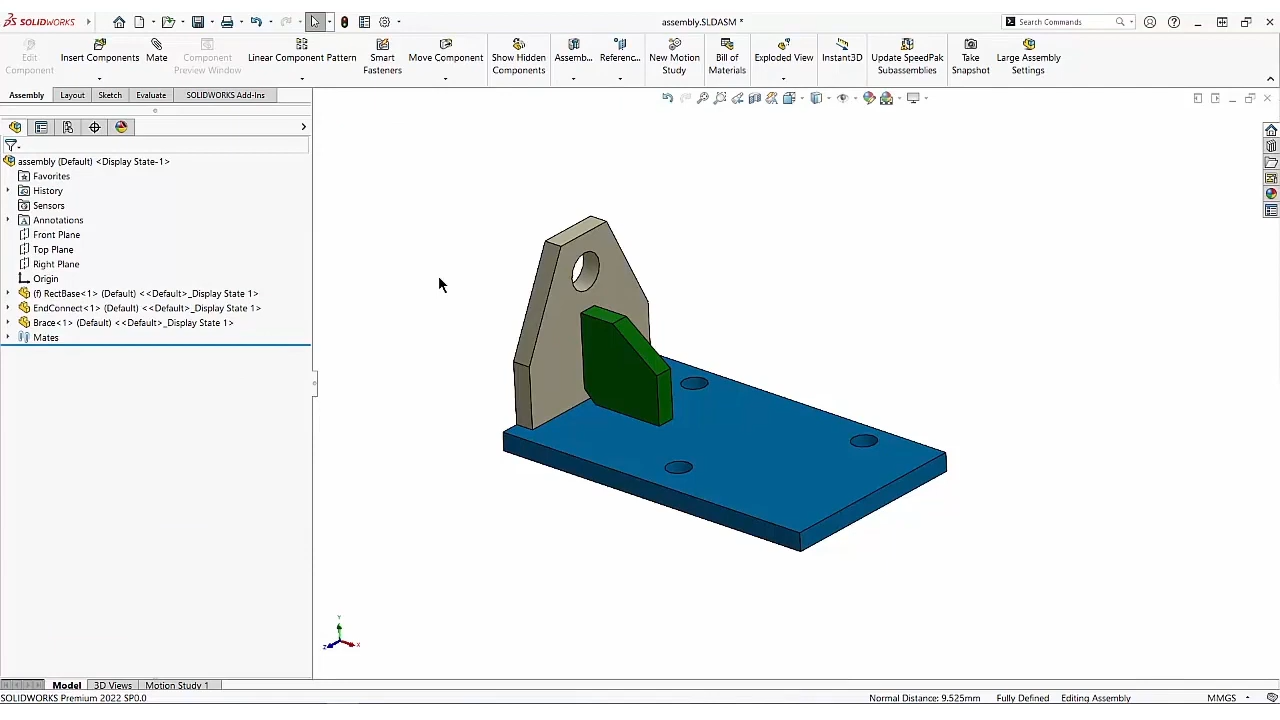 SOLIDWORKS
assembly.SLDASM *
Search Commands
Edit
Component
Insert Components
Mate
Component
Preview Window
Linear Component Pattern
Smart
Fasteners
Move Component
Show Hidden
Components
Assemb...
Referenc...
New Motion
Study
Bill of
Materials
Exploded View
Instant3D
Update SpeedPak
Subassemblies
Take
Snapshot
Large Assembly
Settings
Assembly
Layout
Sketch
Evaluate
SOLIDWORKS Add-Ins
assembly (Default) <Display State-1>
Favorites
History
Sensors
Annotations
Front Plane
Top Plane
Right Plane
Origin
(f) RectBase<1> (Default) <<Default>_Display State 1>
EndConnect<1> (Default) <<Default>_Display State 1>
Brace<1> (Default) <<Default>_Display State 1>
Mates
Y
Z
X
Model
3D Views
Motion Study 1
SOLIDWORKS Premium 2022 SP0.0
Normal Distance: 9.525mm
Fully Defined
Editing Assembly
MMGS